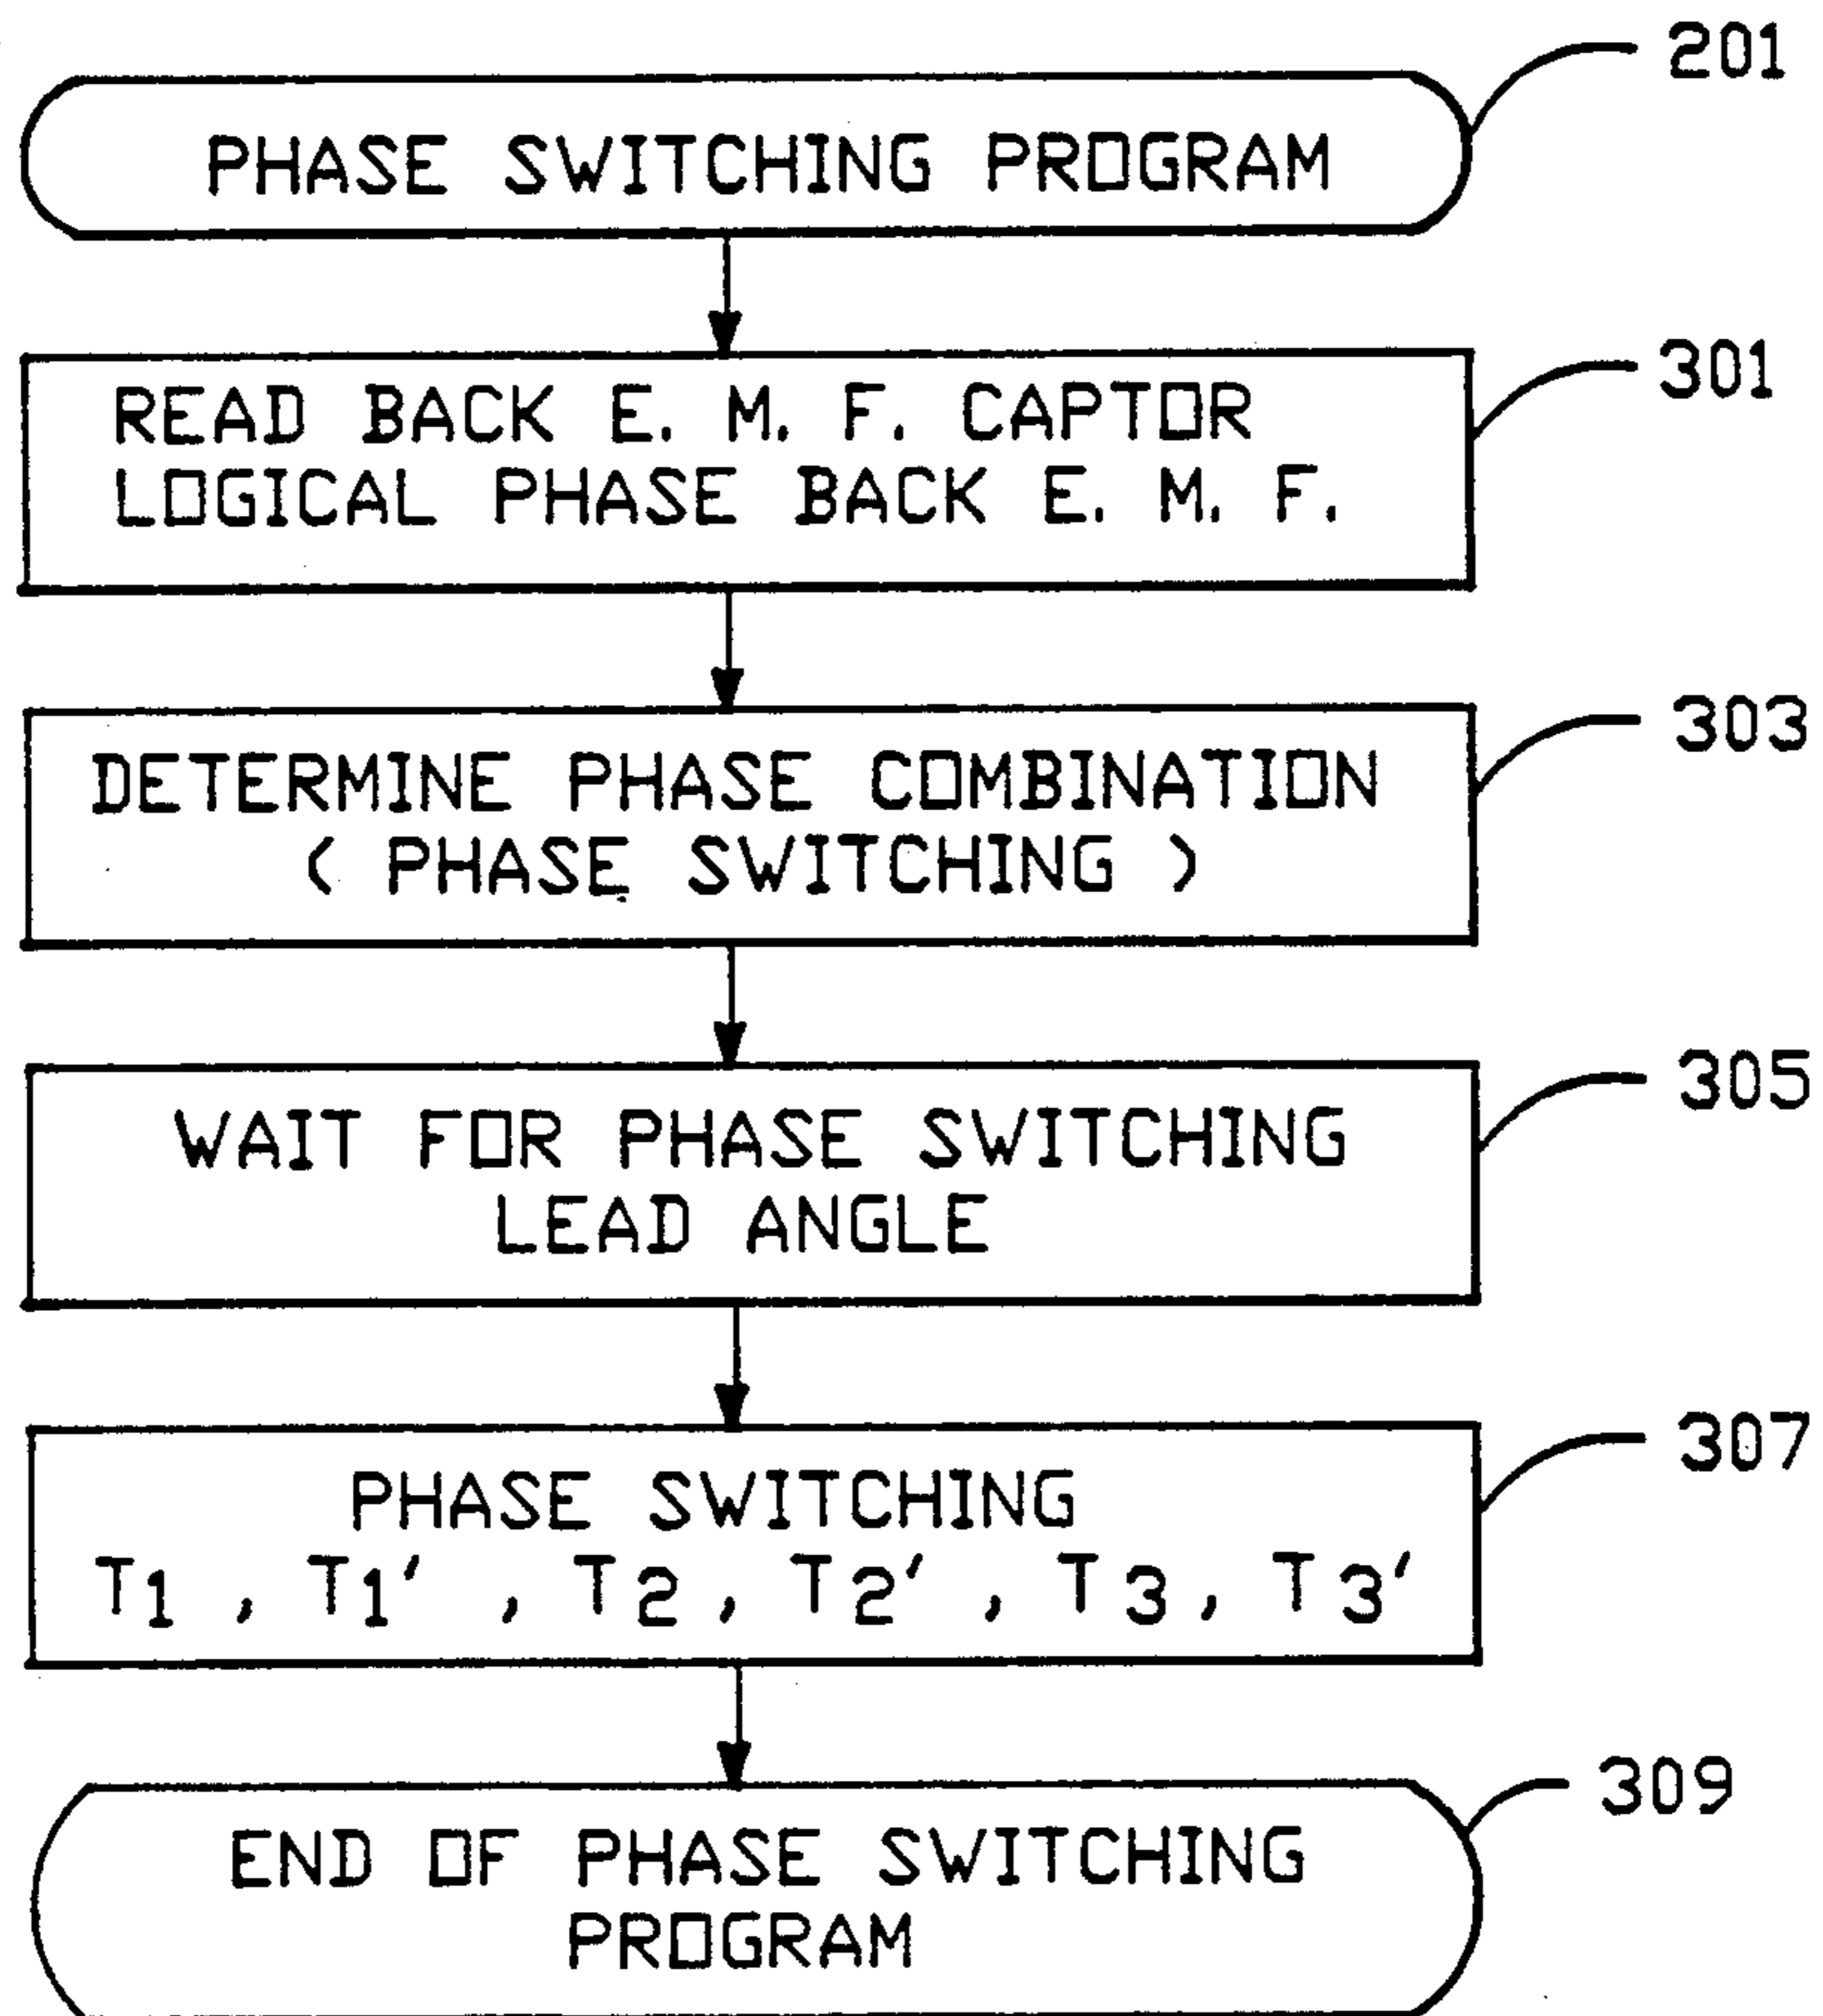 201
PHASE SWITCHING PROGRAM
301
READ BACK E. M. F. CAPTOR
LOGICAL PHASE BACK E. M. F.
303
DETERMINE PHASE COMBINATION
( PHASE SWITCHING )
305
WAIT FOR PHASE SWITCHING
LEAD ANGLE
307
PHASE SWITCHING
T1 , T1' , T2 , T2' , T3 , T3'
309
END OF PHASE SWITCHING
PROGRAM